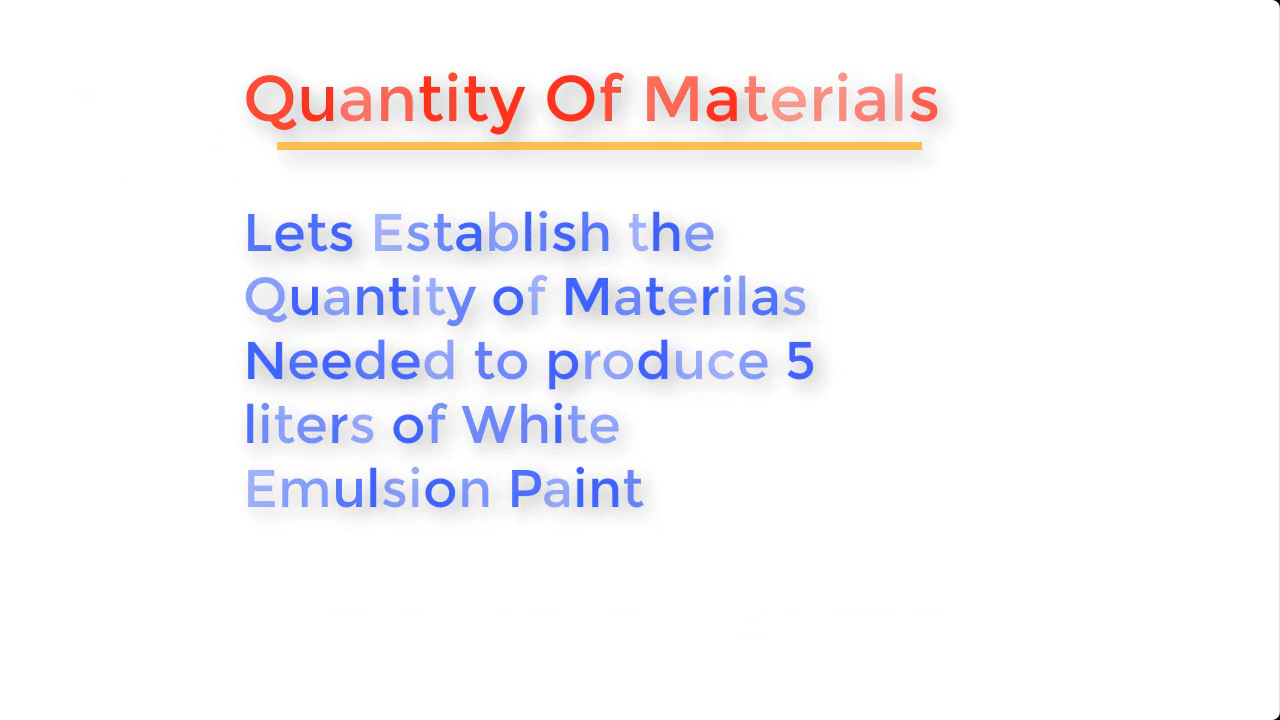 Quantity Of Materials
Lets Establish the
Quantity of Materilas
Needed to produce 5
liters of White
Emulsion Paint